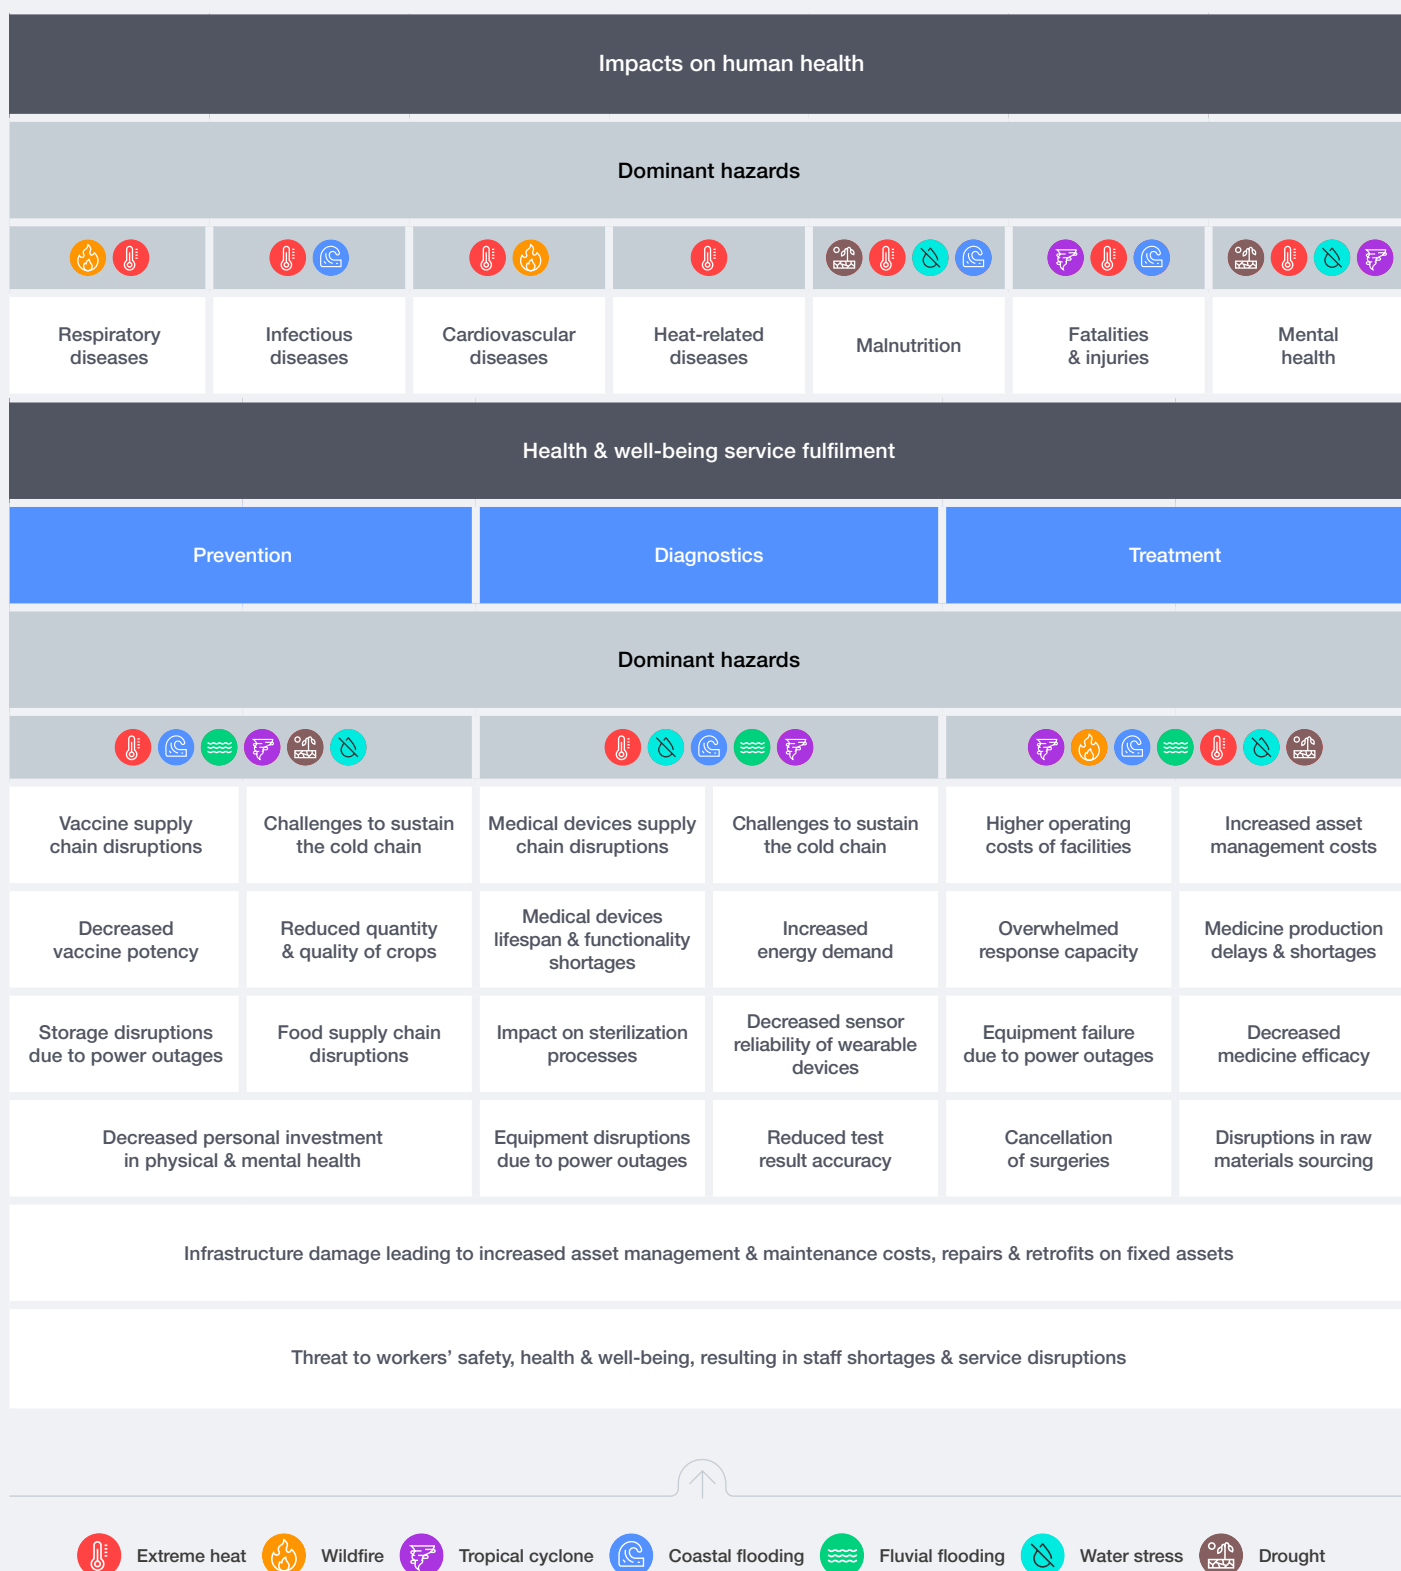 Impacts on human health
Dominant hazards
Respiratory
diseases
Infectious
diseases
Cardiovascular
diseases
Heat-related
diseases
Malnutrition
Fatalities
& injuries
Mental
health
Health & well-being service fulfilment
Prevention
Diagnostics
Treatment
Dominant hazards
Vaccine supply
chain disruptions
Challenges to sustain
the cold chain
Medical devices supply
chain disruptions
Challenges to sustain
the cold chain
Higher operating
costs of facilities
Increased asset
management costs
Decreased
vaccine potency
Reduced quantity
& quality of crops
Medical devices
lifespan & functionality
shortages
Increased
energy demand
Overwhelmed
response capacity
Medicine production
delays & shortages
Storage disruptions
due to power outages
Food supply chain
disruptions
Impact on sterilization
processes
Decreased sensor
reliability of wearable
devices
Equipment failure
due to power outages
Decreased
medicine efficacy
Decreased personal investment
in physical & mental health
Equipment disruptions
due to power outages
Reduced test
result accuracy
Cancellation
of surgeries
Disruptions in raw
materials sourcing
Infrastructure damage leading to increased asset management & maintenance costs, repairs & retrofits on fixed assets
Threat to workers’ safety, health & well-being, resulting in staff shortages & service disruptions
Extreme heat
Wildfire
Tropical cyclone
Coastal flooding
Fluvial flooding
Water stress
Drought